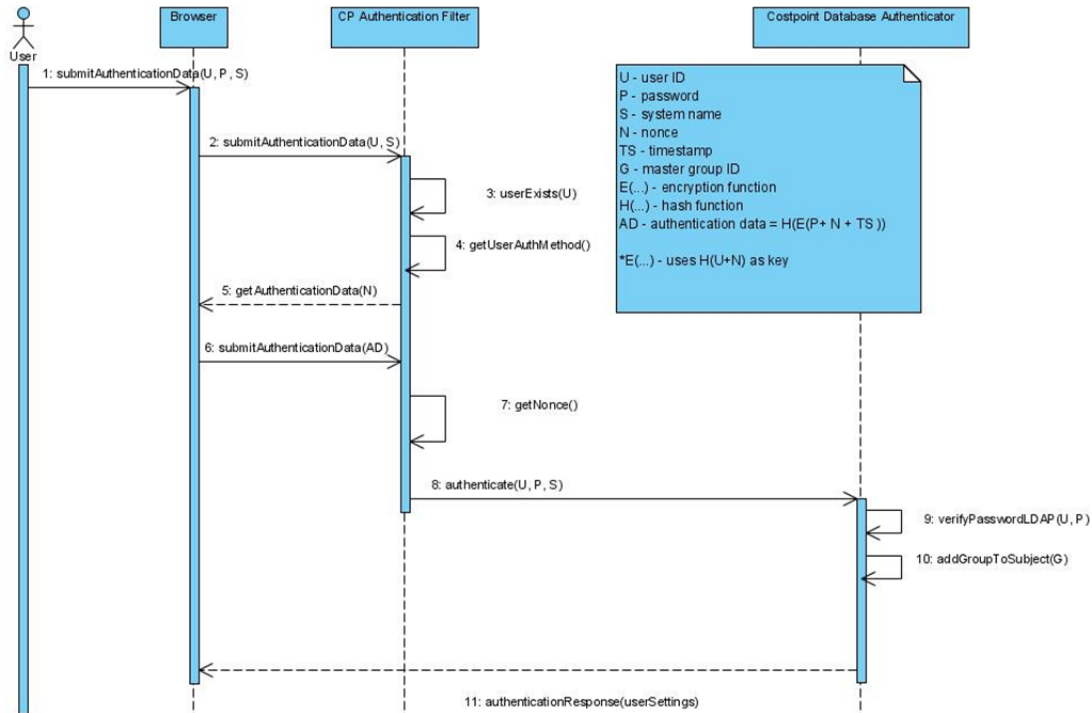 Browser
CP Authentication Filter
Costpoint Database Authenticator
User
1: submitAuthenticationData(U, P , S)
U - user ID
P - password
S - system name
N - nonce
TS - timestamp
G - master group ID
E(...) - encryption function
H(...) - hash function
AD - authentication data = H(E(P+ N + TS ))
*E(...) - uses H(U+N) as key
2: submitAuthenticationData(U, S)
3: userExists(U)
4: getUserAuthMethod()
5: getAuthenticationData(N)
6: submitAuthenticationData(AD)
7: getNonce()
8: authenticate(U, P, S)
9: verifyPasswordLDAP(U, P)
10: addGroupToSubject(G)
11: authenticationResponse(userSettings)